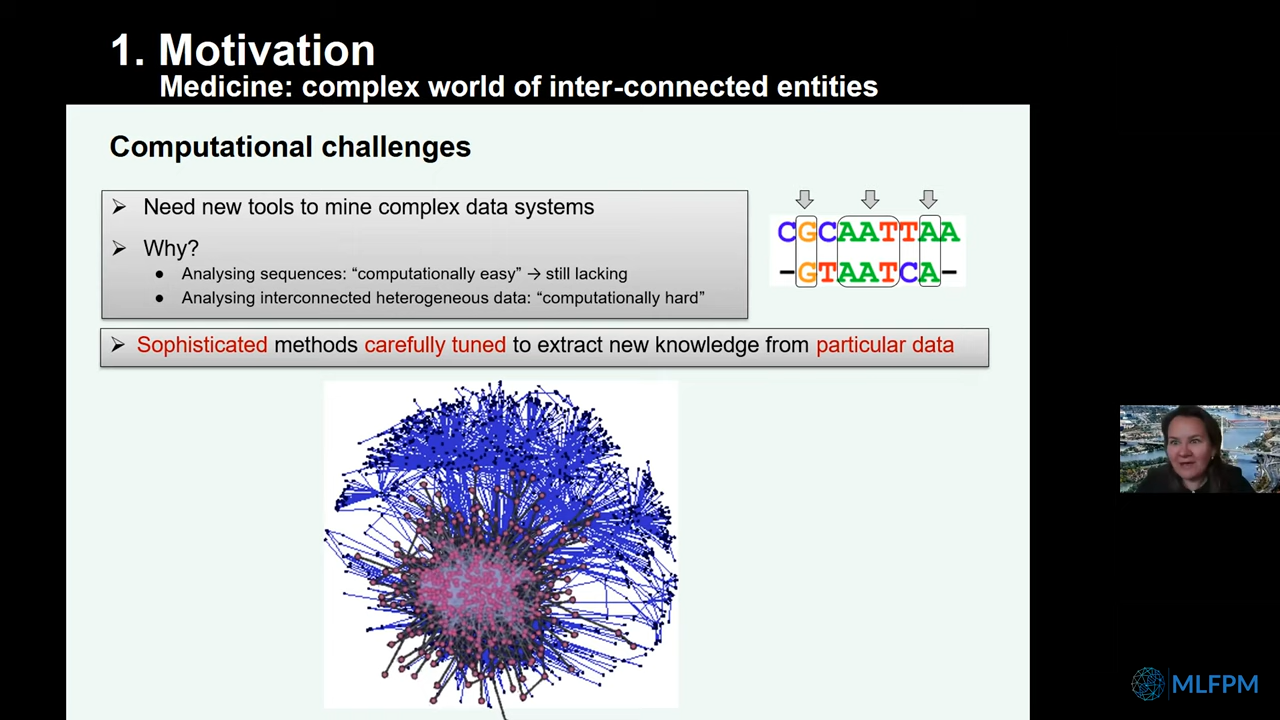 1. Motivation
Medicine: complex world of inter-connected entities
Computational challenges
➢ Need new tools to mine complex data systems
➢ Why?
● Analysing sequences: “computationally easy” → still lacking
● Analysing interconnected heterogeneous data: “computationally hard”
CGCAATTAA
–GTAATCA–
➢ Sophisticated methods carefully tuned to extract new knowledge from particular data
MLFPM